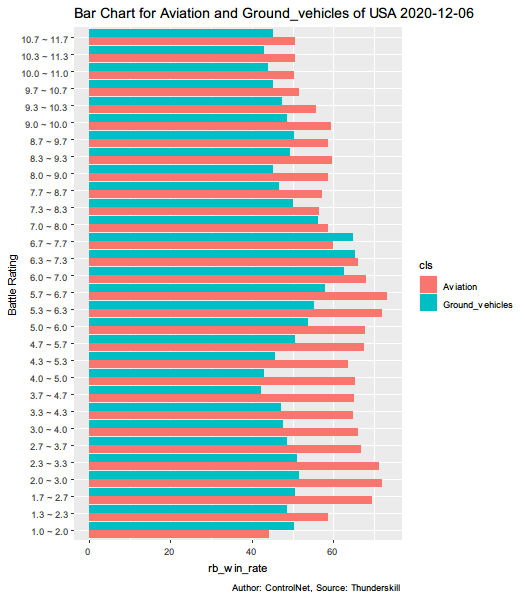 Bar Chart for Aviation and Ground_vehicles of USA 2020-12-06
Battle Rating
10.7 ~ 11.7
10.3 ~ 11.3
10.0 ~ 11.0
9.7 ~ 10.7
9.3 ~ 10.3
9.0 ~ 10.0
8.7 ~ 9.7
8.3 ~ 9.3
8.0 ~ 9.0
7.7 ~ 8.7
7.3 ~ 8.3
7.0 ~ 8.0
6.7 ~ 7.7
6.3 ~ 7.3
6.0 ~ 7.0
5.7 ~ 6.7
5.3 ~ 6.3
5.0 ~ 6.0
4.7 ~ 5.7
4.3 ~ 5.3
4.0 ~ 5.0
3.7 ~ 4.7
3.3 ~ 4.3
3.0 ~ 4.0
2.7 ~ 3.7
2.3 ~ 3.3
2.0 ~ 3.0
1.7 ~ 2.7
1.3 ~ 2.3
1.0 ~ 2.0
0 20 40 60
rb_win_rate
cls
Aviation
Ground_vehicles
Author: ControlNet, Source: Thunderskill